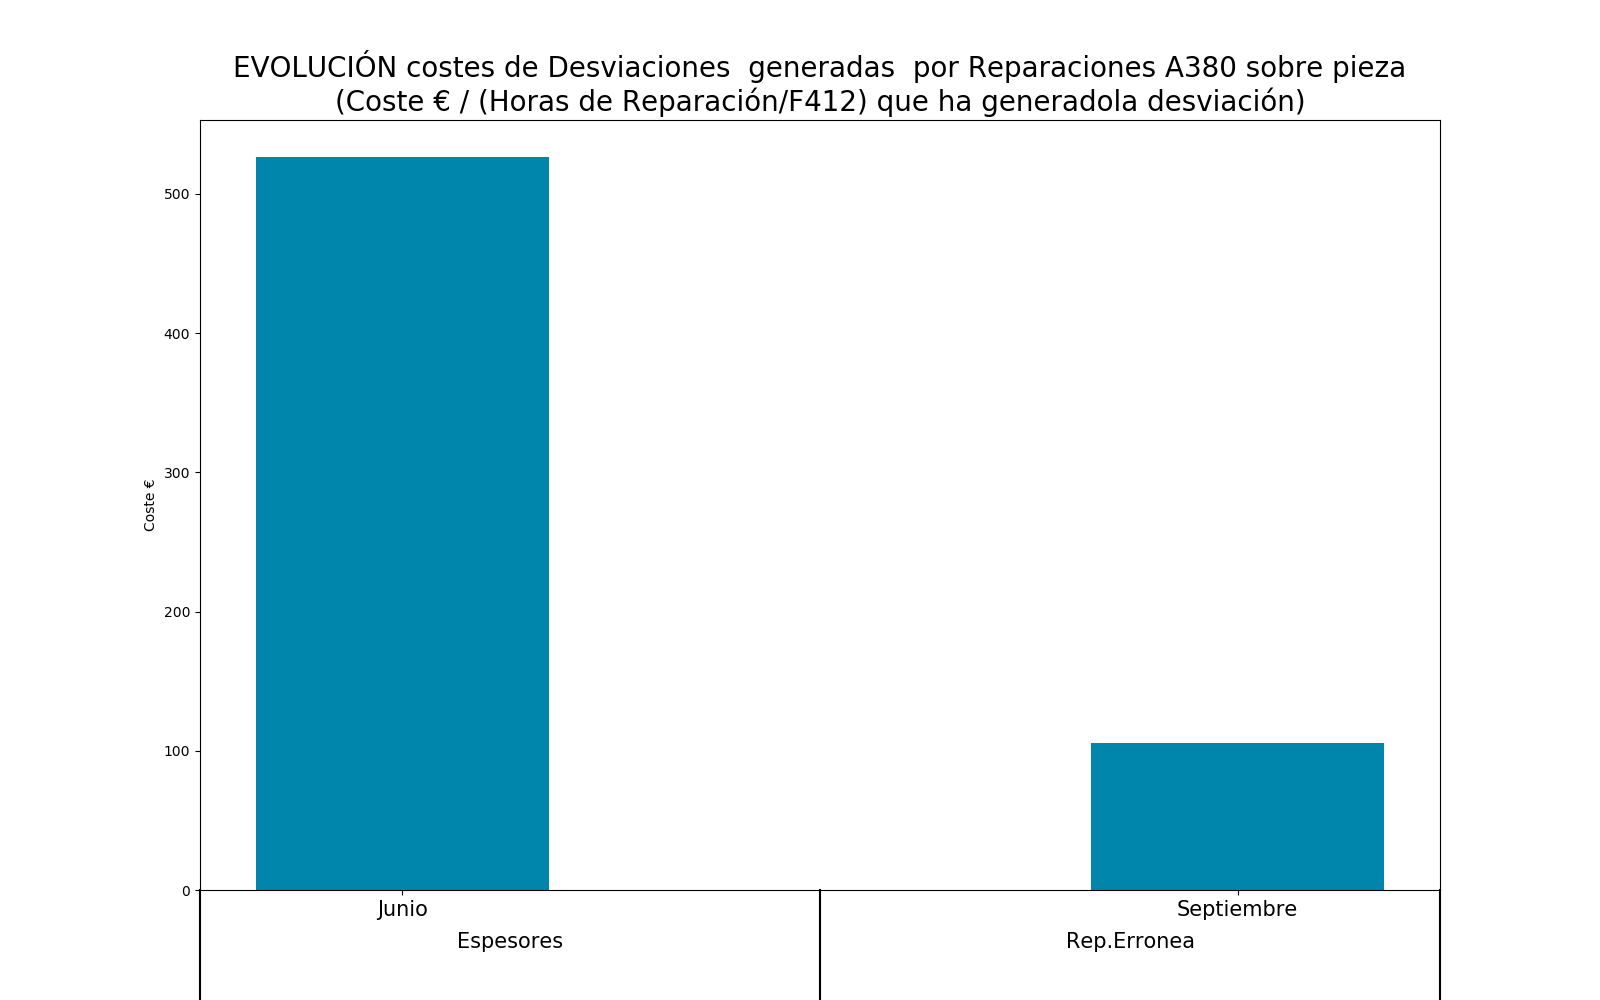 EVOLUCIÓN costes de Desviaciones  generadas  por Reparaciones A380 sobre pieza
(Coste € / (Horas de Reparación/F412) que ha generadola desviación)
500
400
300
200
100
0
Coste €
Junio
Septiembre
Espesores
Rep.Erronea